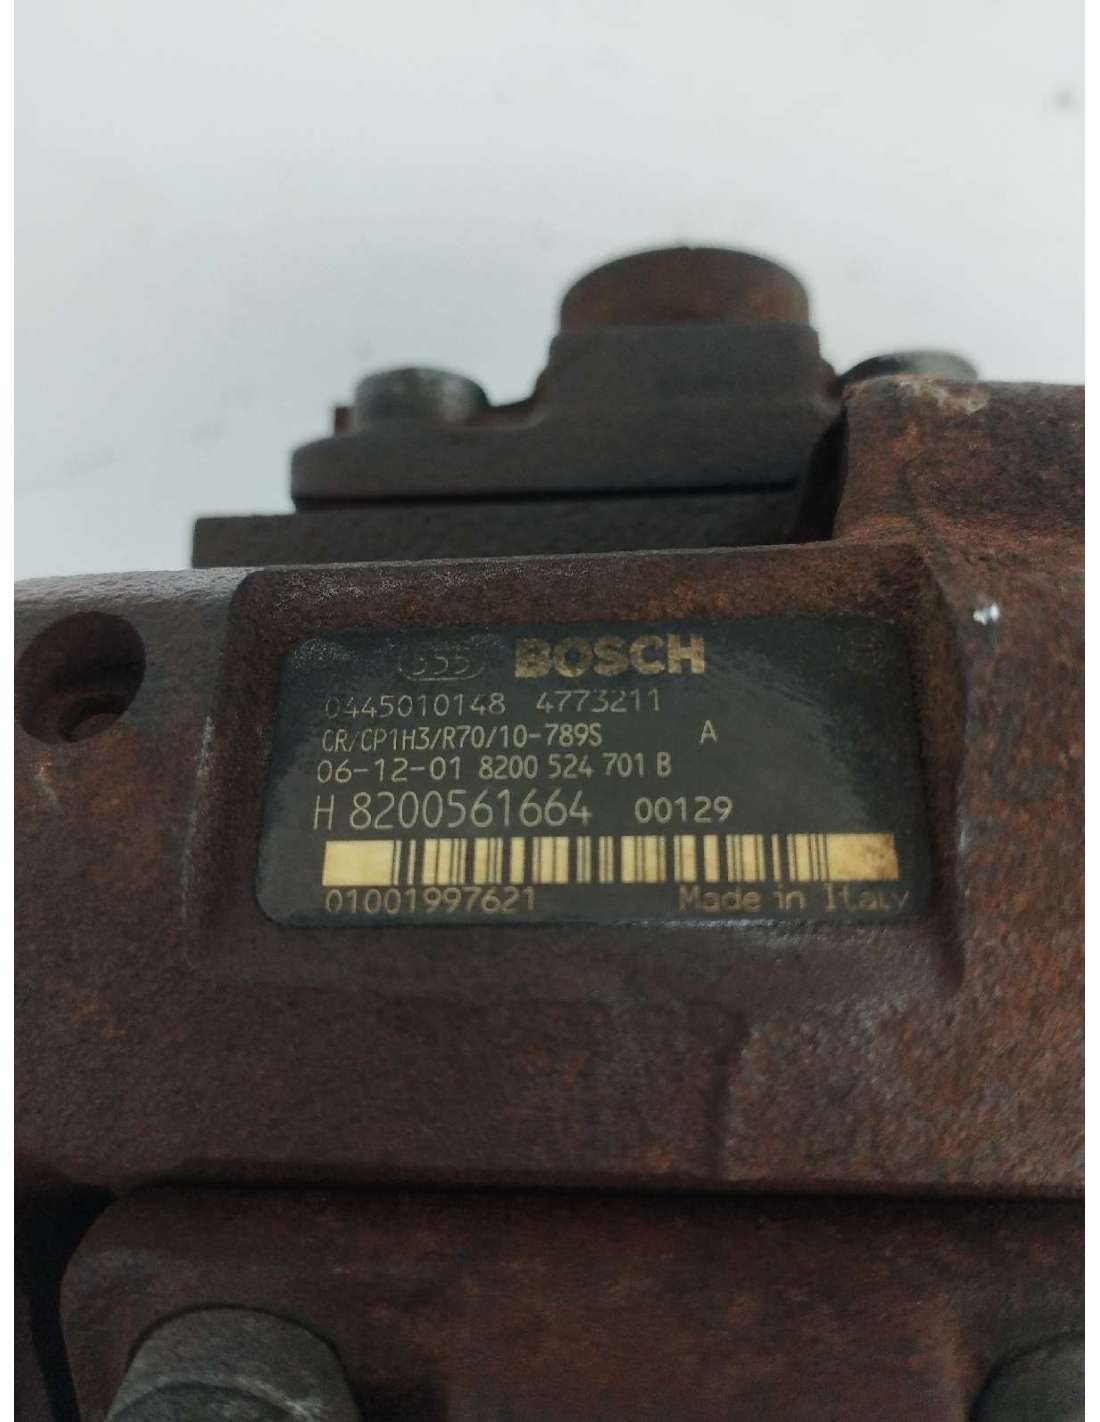 BOSCH
0445010148 4773211
CR/CP1H3/R70/10-789S A
06-12-01 8200 524 701 B
H 8200561664 00129
01001997621 Made in Italy